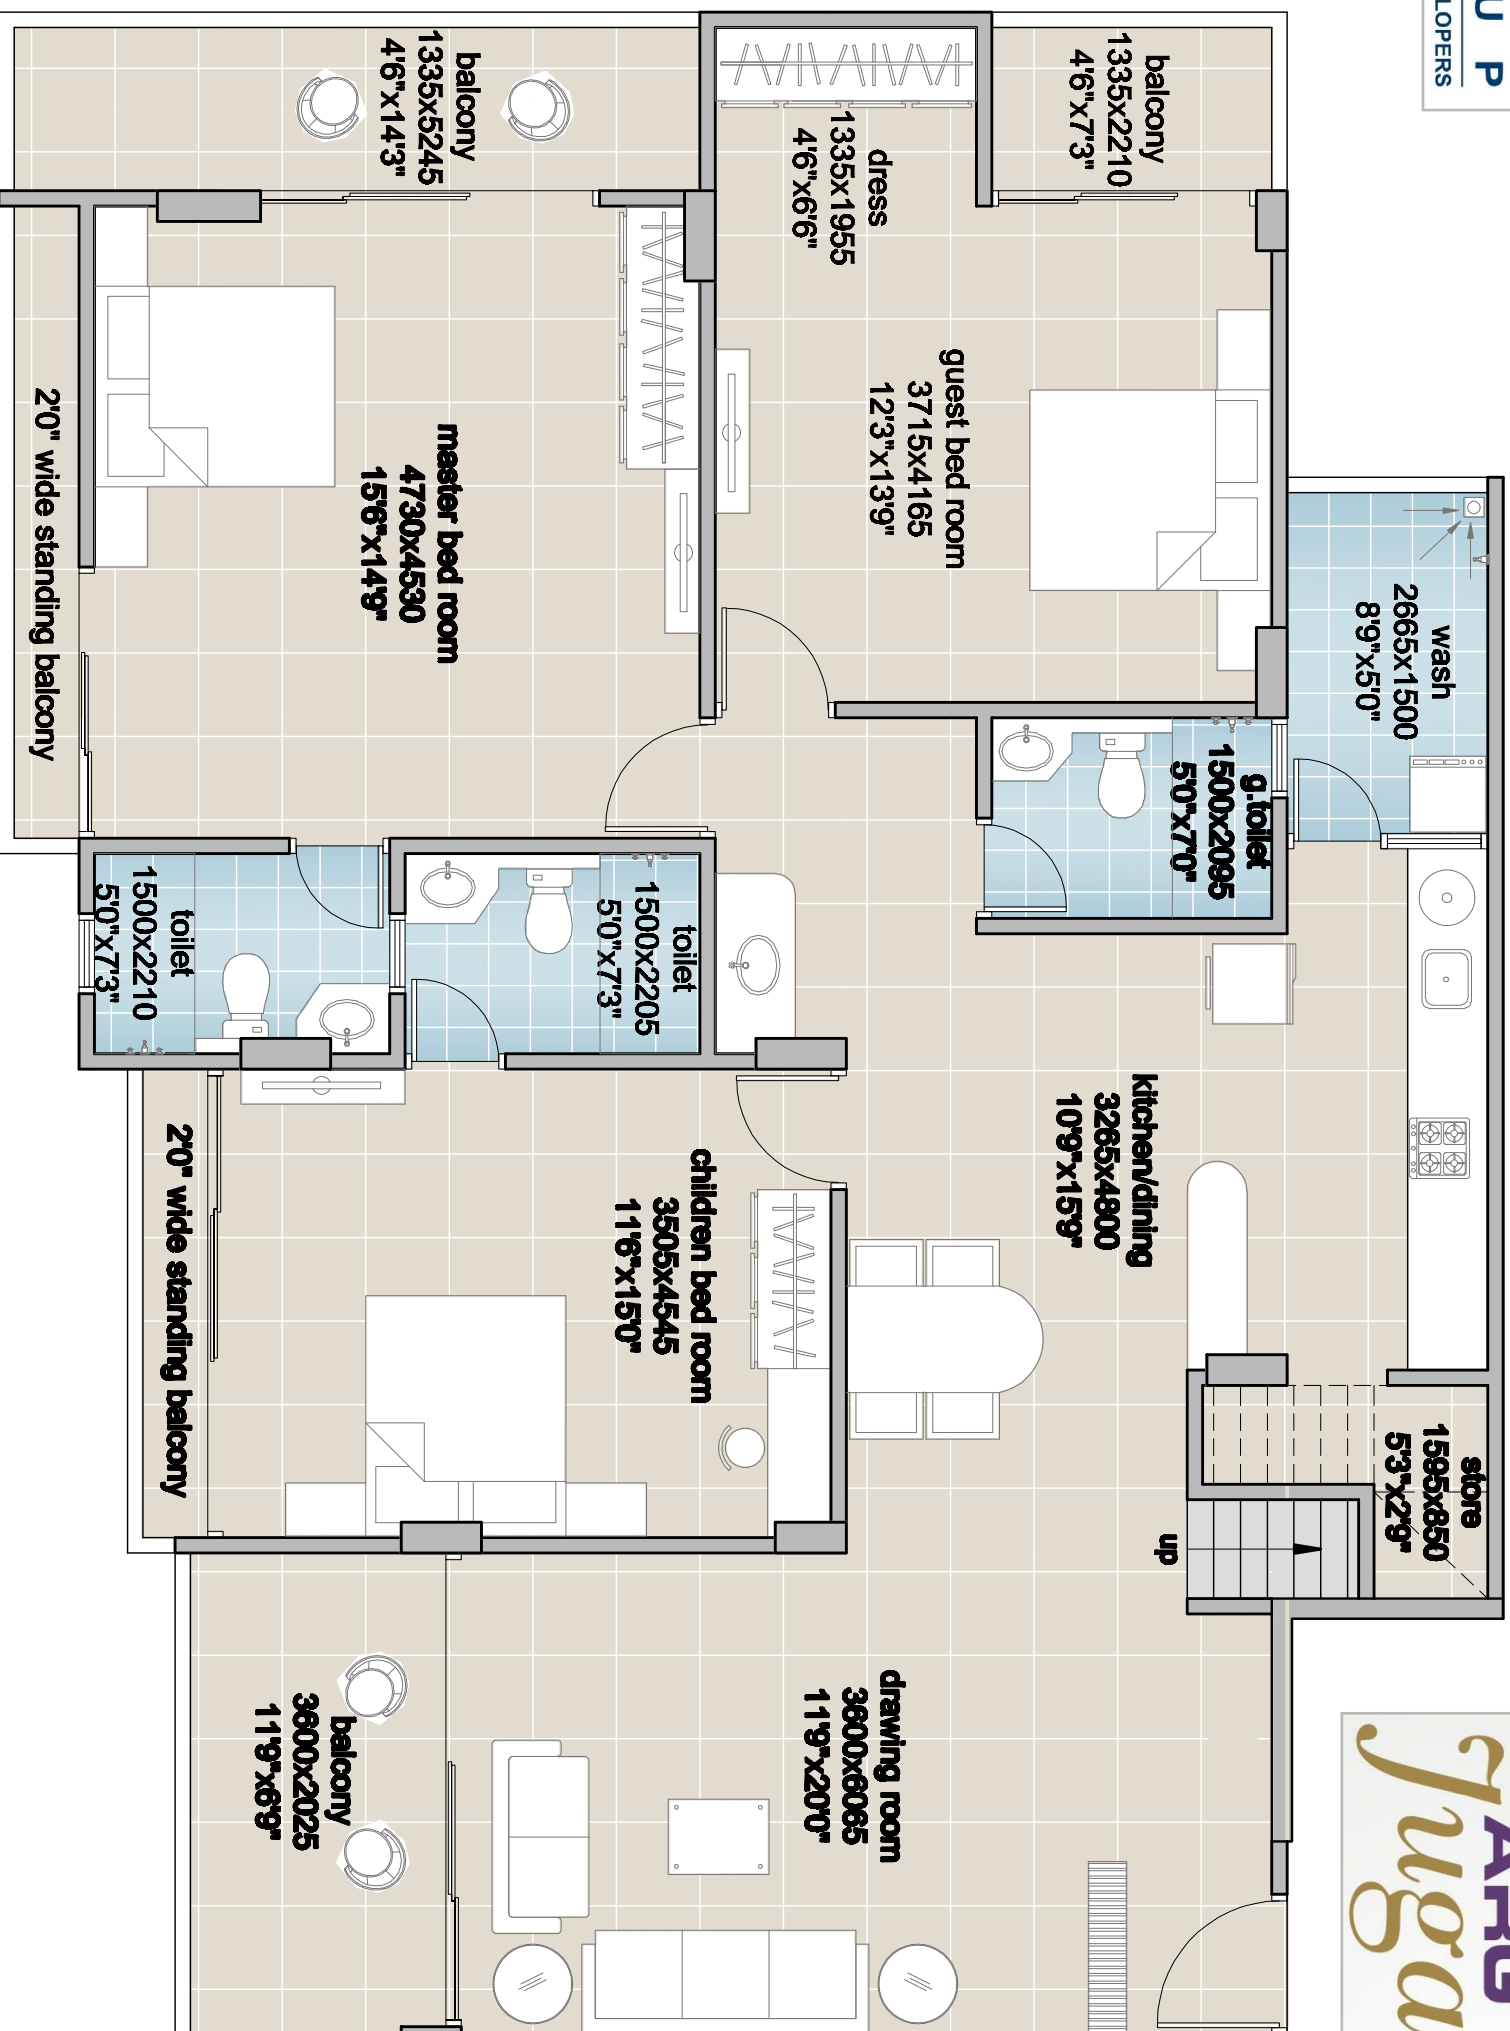 U P
LOPERS
balcony
1335x2210
4'6"x7'3"
balcony
1335x5245
4'6"x14'3"
dress
1335x1955
4'6"x6'6"
guest bed room
3715x4165
12'3"x13'9"
wash
2665x1500
8'9"x5'0"
master bed room
4730x4530
15'6"x14'9"
2'0" wide standing balcony
g.toilet
1500x2095
5'0"x7'0"
toilet
1500x2205
5'0"x7'3"
toilet
1500x2210
5'0"x7'3"
kitchen/dining
3265x4800
10'9"x15'9"
children bed room
3505x4545
11'6"x15'0"
2'0" wide standing balcony
store
1595x850
5'3"x2'9"
up
drawing room
3600x6065
11'9"x20'0"
balcony
3600x2025
11'9"x6'9"
ARG
Yuga